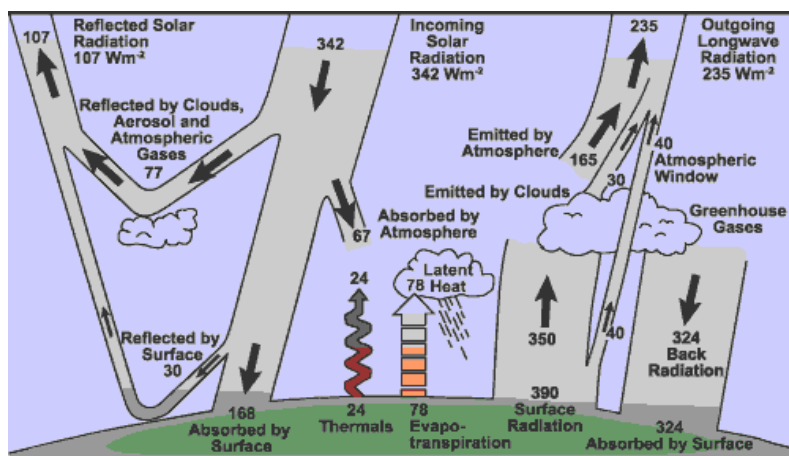 107
Reflected Solar
Radiation
107 Wm-2
342
Incoming
Solar
Radiation
342 Wm-2
235
Outgoing
Longwave
Radiation
235 Wm-2
Reflected by Clouds,
Aerosol and
Atmospheric
Gases
77
Emitted by
Atmosphere
165
40
Atmospheric
Window
Emitted by Clouds
30
Greenhouse
Gases
Absorbed by
67 Atmosphere
24
Latent
78 Heat
Reflected by
Surface
30
350
40
324
Back
Radiation
390
168
Absorbed by
Surface
24
Thermals
78
Evapo-
transpiration
Surface
Radiation
324
Absorbed by Surface